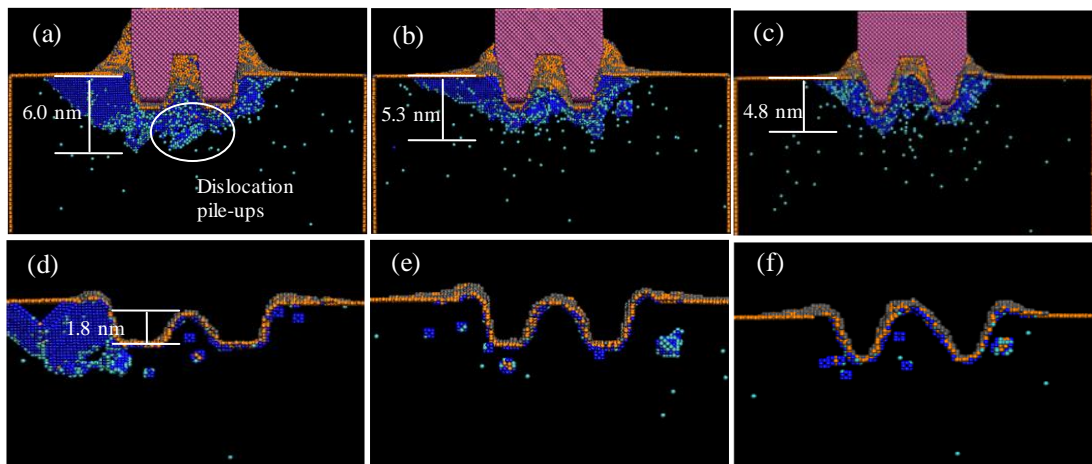 (a)
(b)
(c)
6.0 nm
5.3 nm
4.8 nm
Dislocation
pile-ups
(d)
(e)
(f)
1.8 nm